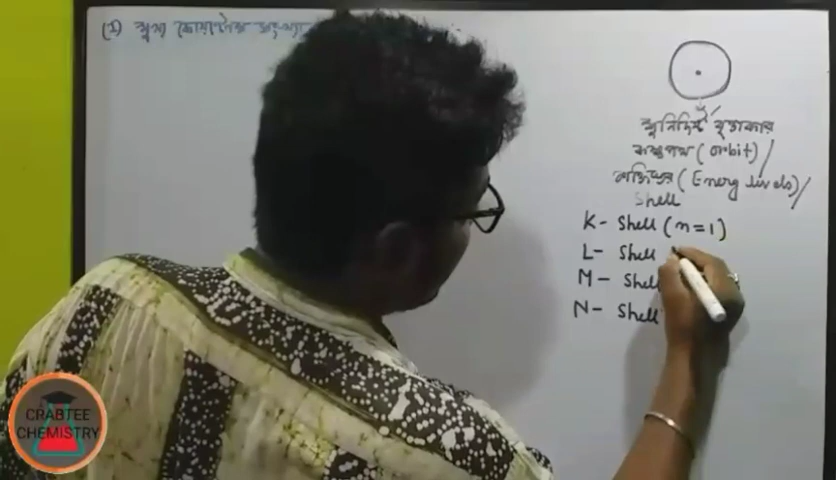 (১) মুখ্য কোয়ান্টাম সংখ্যা
সুনির্দিষ্ট বৃত্তাকার
কক্ষপথ (orbit) /
শক্তিস্তর (Energy levels) /
Shell
K- Shell (n=1)
L- Shell
M- Shell
N- Shell
CRABTEE
CHEMISTRY